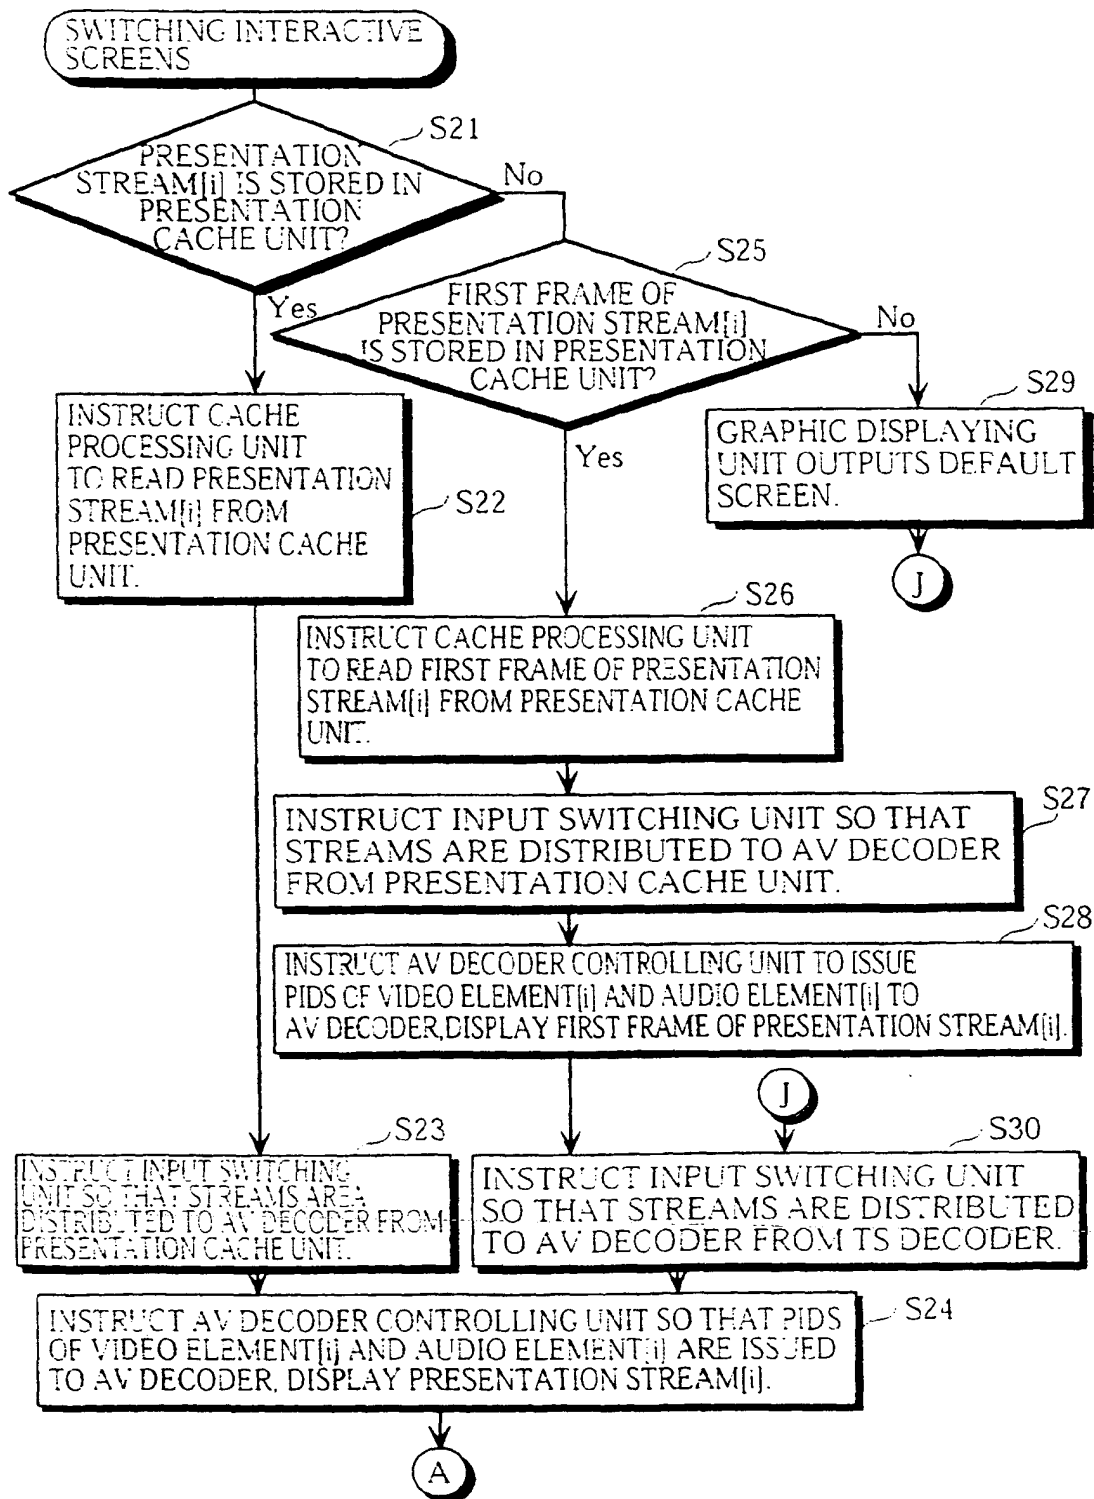 SWITCHING INTERACTIVE
SCREENS
S21
PRESENTATION
STREAM[i] IS STORED IN
PRESENTATION
CACHE UNIT?
No
Yes
S25
FIRST FRAME OF
PRESENTATION STREAM[i]
IS STORED IN PRESENTATION
CACHE UNIT?
No
Yes
S29
GRAPHIC DISPLAYING
UNIT OUTPUTS DEFAULT
SCREEN.
J
INSTRUCT CACHE
PROCESSING UNIT
TO READ PRESENTATION
STREAM[i] FROM
PRESENTATION CACHE
UNIT.
S22
S26
INSTRUCT CACHE PROCESSING UNIT
TO READ FIRST FRAME OF PRESENTATION
STREAM[i] FROM PRESENTATION CACHE
UNIT.
S27
INSTRUCT INPUT SWITCHING UNIT SO THAT
STREAMS ARE DISTRIBUTED TO AV DECODER
FROM PRESENTATION CACHE UNIT.
S28
INSTRUCT AV DECODER CONTROLLING UNIT TO ISSUE
PIDS OF VIDEO ELEMENT[i] AND AUDIO ELEMENT[i] TO
AV DECODER,DISPLAY FIRST FRAME OF PRESENTATION STREAM[i].
J
S23
INSTRUCT INPUT SWITCHING
UNIT SO THAT STREAMS AREA
DISTRIBUTED TO AV DECODER FROM
PRESENTATION CACHE UNIT.
S30
INSTRUCT INPUT SWITCHING UNIT
SO THAT STREAMS ARE DISTRIBUTED
TO AV DECODER FROM TS DECODER.
S24
INSTRUCT AV DECODER CONTROLLING UNIT SO THAT PIDS
OF VIDEO ELEMENT[i] AND AUDIO ELEMENT[i] ARE ISSUED
TO AV DECODER, DISPLAY PRESENTATION STREAM[i].
A